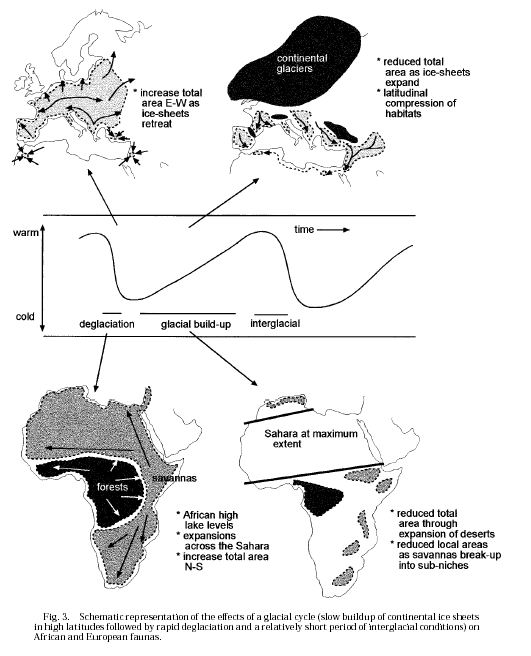 continental
glaciers
* increase total
area E-W as
ice-sheets
retreat
* reduced total
area as ice-sheets
expand
* latitudinal
compression of
habitats
warm
time
cold
deglaciation
glacial build-up
interglacial
savannas
forests
* African high
lake levels
* expansions
across the Sahara
* increase total area
N-S
Sahara at maximum
extent
* reduced total
area through
expansion of deserts
* reduced local areas
as savannas break-up
into sub-niches
Fig. 3. Schematic representation of the effects of a glacial cycle (slow buildup of continental ice sheets
in high latitudes followed by rapid deglaciation and a relatively short period of interglacial conditions) on
African and European faunas.